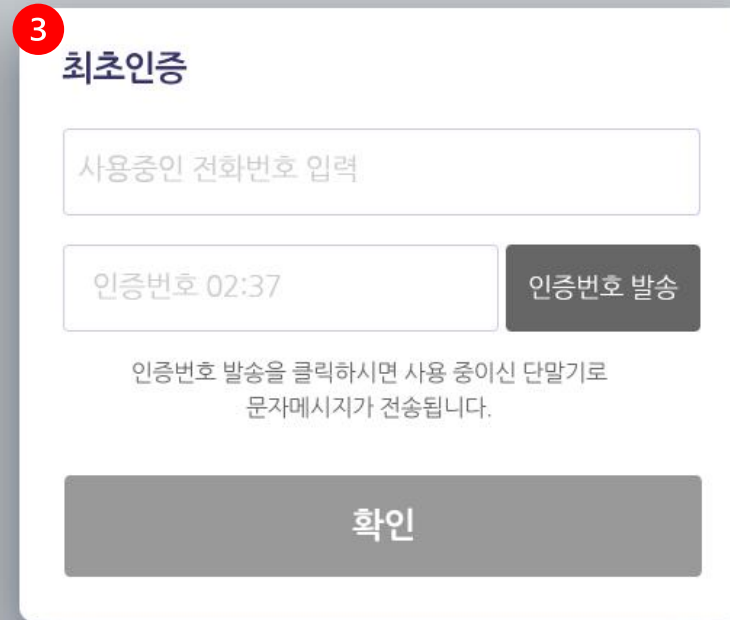 3
최초인증
사용중인 전화번호 입력
인증번호 02:37
인증번호 발송
인증번호 발송을 클릭하시면 사용 중이신 단말기로
문자메시지가 전송됩니다.
확인